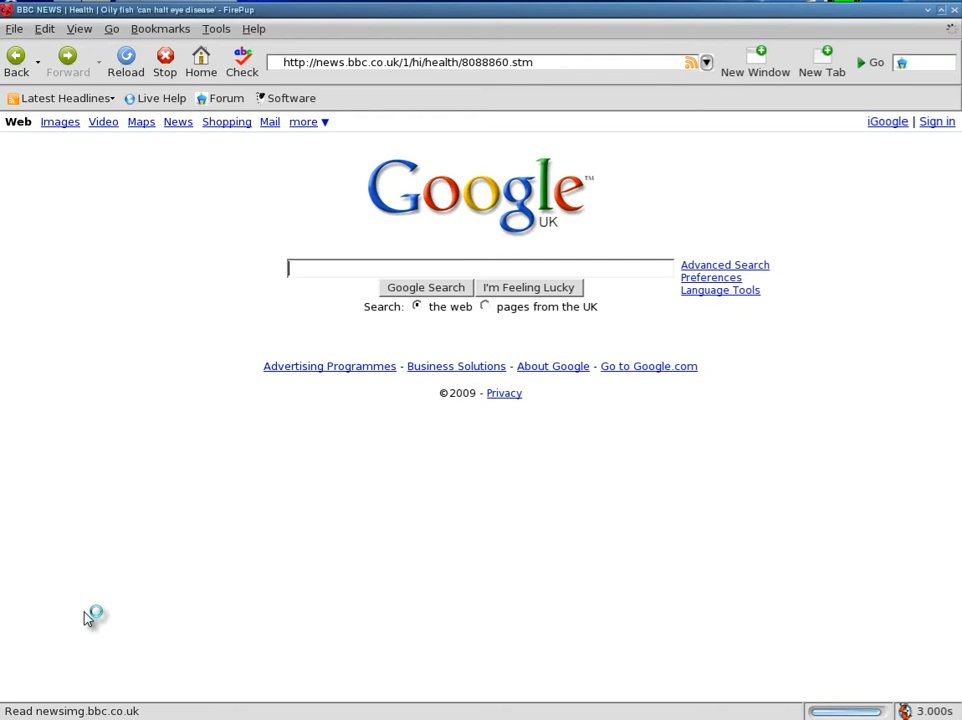 BBC NEWS | Health | Oily fish 'can halt eye disease' - FirePup
File Edit View Go Bookmarks Tools Help
Back Forward Reload Stop Home Check http://news.bbc.co.uk/1/hi/health/8088860.stm New Window New Tab Go
Latest Headlines Live Help Forum Software
Web Images Video Maps News Shopping Mail more ▼ iGoogle | Sign in
Google™
UK
Advanced Search
Preferences
Language Tools
Google Search I'm Feeling Lucky
Search: the web pages from the UK
Advertising Programmes - Business Solutions - About Google - Go to Google.com
©2009 - Privacy
Read newsimg.bbc.co.uk 3.000s